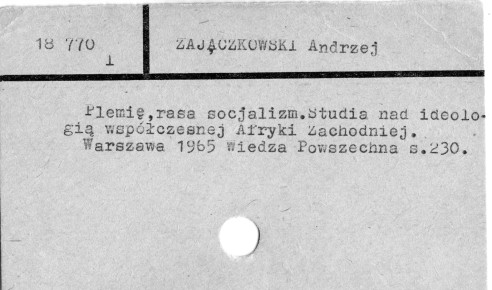 18 770
I
ZAJĄCZKOWSKI Andrzej
Plemię,rasa socjalizm.Studia nad ideolo-
gią współczesnej Afryki Zachodniej.
Warszawa 1965 Wiedza Powszechna s.230.